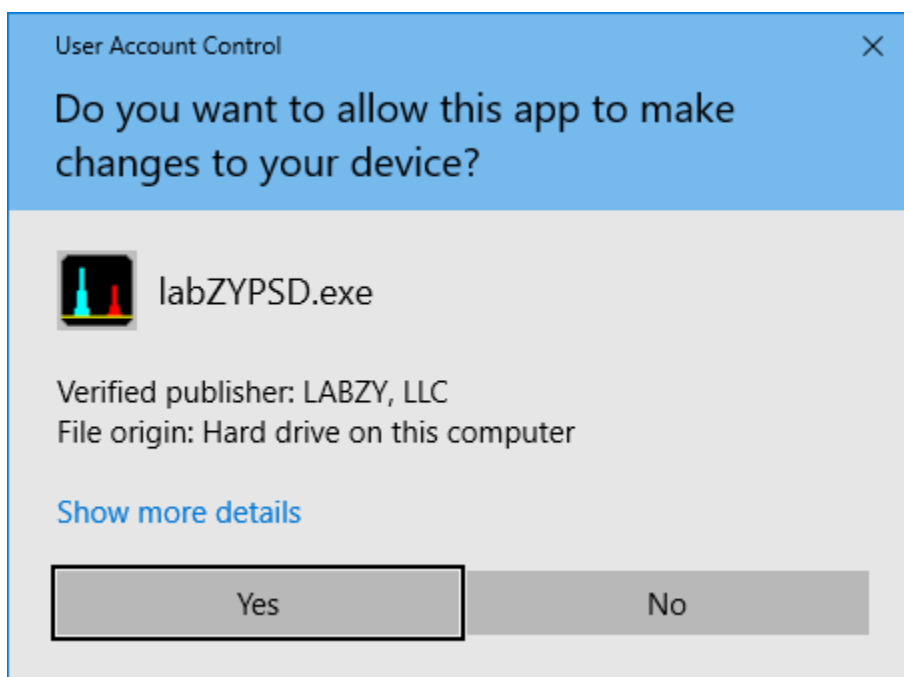 User Account Control
Do you want to allow this app to make
changes to your device?
labZYPSD.exe
Verified publisher: LABZY, LLC
File origin: Hard drive on this computer
Show more details
Yes
No